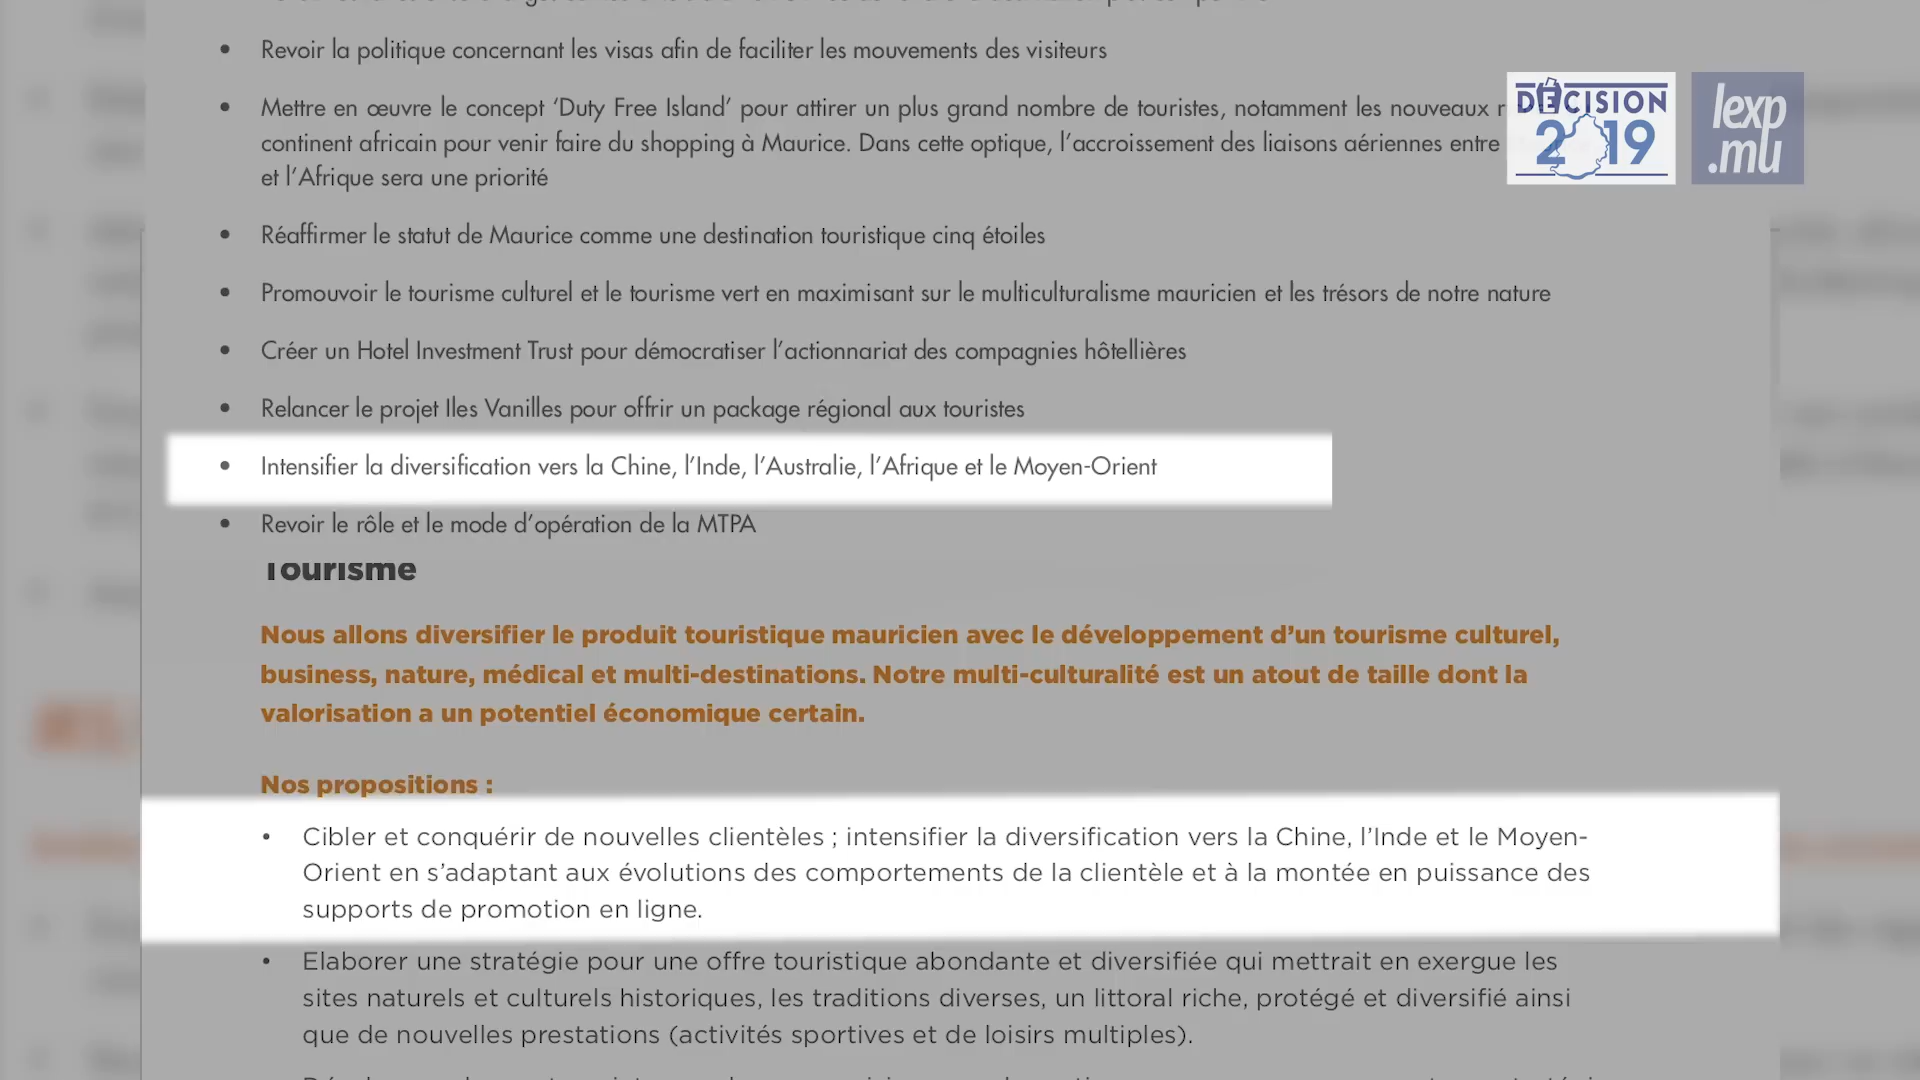 • Revoir la politique concernant les visas afin de faciliter les mouvements des visiteurs
• Mettre en œuvre le concept ‘Duty Free Island’ pour attirer un plus grand nombre de touristes, notamment les nouveaux
continent africain pour venir faire du shopping à Maurice. Dans cette optique, l’accroissement des liaisons aériennes entre
et l’Afrique sera une priorité
DÉCISION
2019
lexp
.mu
• Réaffirmer le statut de Maurice comme une destination touristique cinq étoiles
• Promouvoir le tourisme culturel et le tourisme vert en maximisant sur le multiculturalisme mauricien et les trésors de notre nature
• Créer un Hotel Investment Trust pour démocratiser l’actionnariat des compagnies hôtellières
• Relancer le projet Iles Vanilles pour offrir un package régional aux touristes
• Intensifier la diversification vers la Chine, l’Inde, l’Australie, l’Afrique et le Moyen-Orient
• Revoir le rôle et le mode d’opération de la MTPA
Tourisme
Nous allons diversifier le produit touristique mauricien avec le développement d’un tourisme culturel,
business, nature, médical et multi-destinations. Notre multi-culturalité est un atout de taille dont la
valorisation a un potentiel économique certain.
Nos propositions :
• Cibler et conquérir de nouvelles clientèles ; intensifier la diversification vers la Chine, l’Inde et le Moyen-
Orient en s’adaptant aux évolutions des comportements de la clientèle et à la montée en puissance des
supports de promotion en ligne.
• Elaborer une stratégie pour une offre touristique abondante et diversifiée qui mettrait en exergue les
sites naturels et culturels historiques, les traditions diverses, un littoral riche, protégé et diversifié ainsi
que de nouvelles prestations (activités sportives et de loisirs multiples).